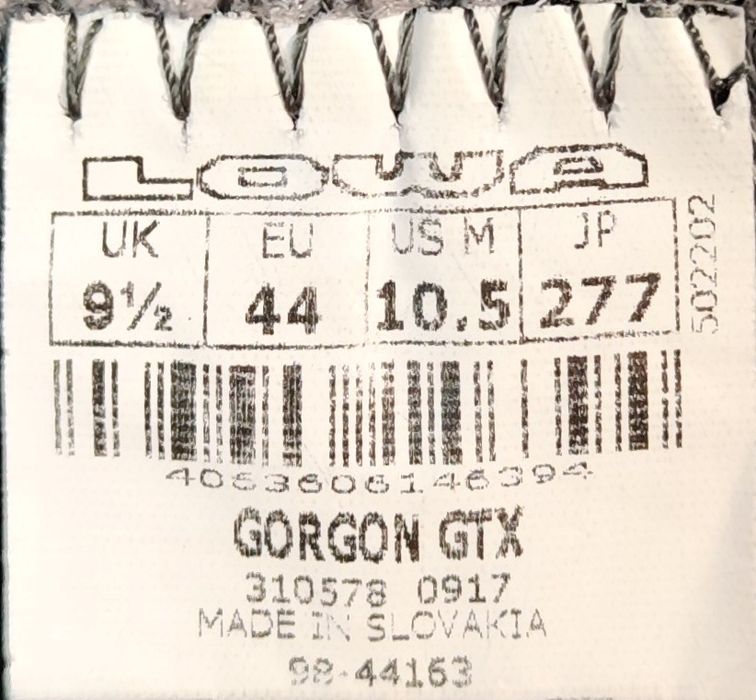 LOWA
UK EU US M JP
9½ 44 10.5 277
502202
4053606146394
GORGON GTX
310578 0917
MADE IN SLOVAKIA
98-44163